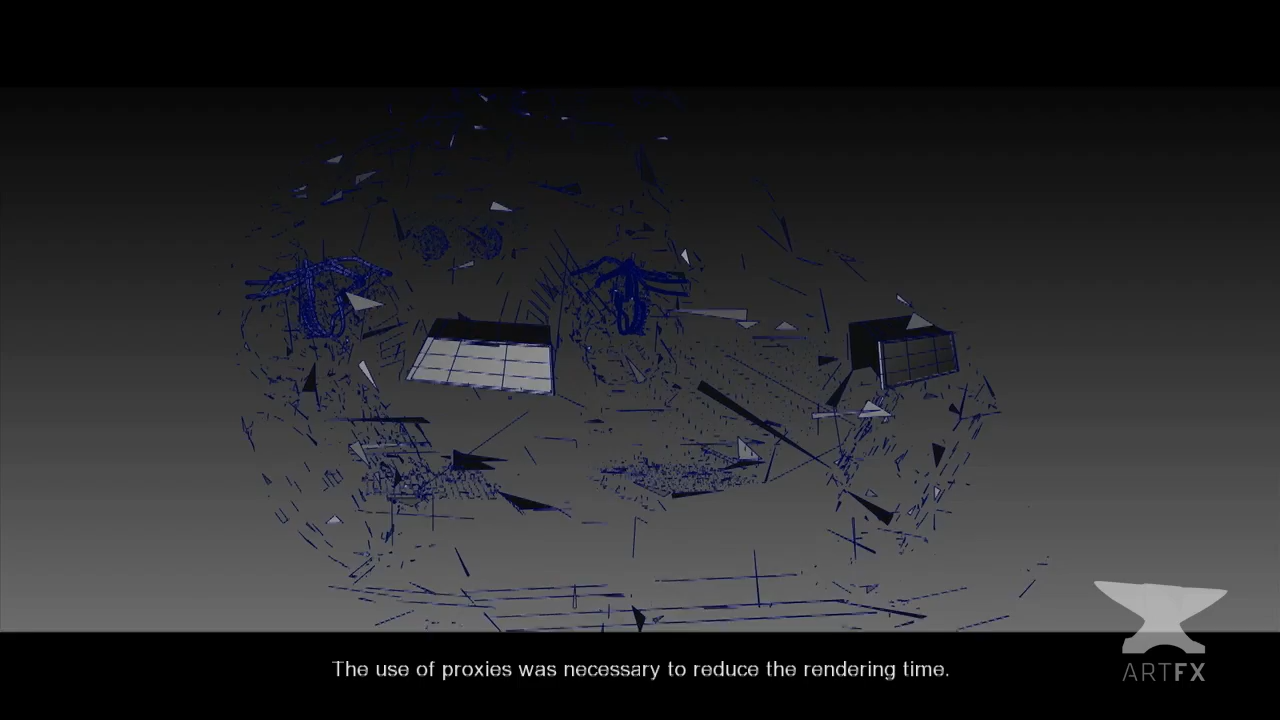 The use of proxies was necessary to reduce the rendering time.
ARTFX